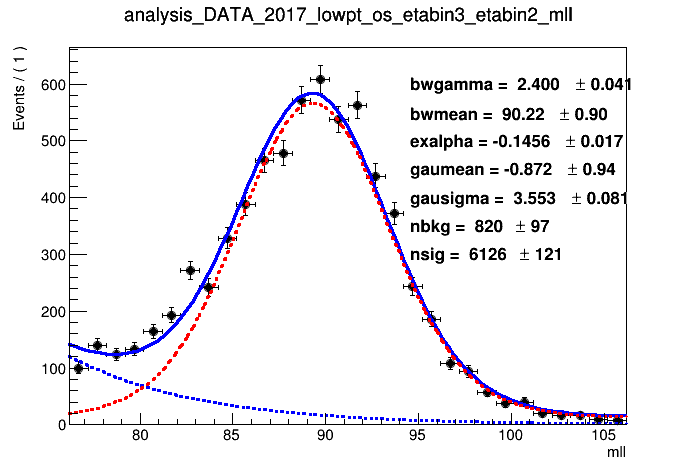 analysis_DATA_2017_lowpt_os_etabin3_etabin2_mll
Events / ( 1 )
600
500
400
300
200
100
0
bwgamma = 2.400 ± 0.041
bwmean = 90.22 ± 0.90
exalpha = -0.1456 ± 0.017
gaumean = -0.872 ± 0.94
gausigma = 3.553 ± 0.081
nbkg = 820 ± 97
nsig = 6126 ± 121
80 85 90 95 100 105
mll